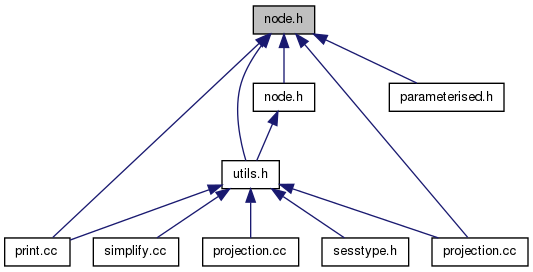 node.h
node.h
parameterised.h
utils.h
print.cc
simplify.cc
projection.cc
sesstype.h
projection.cc